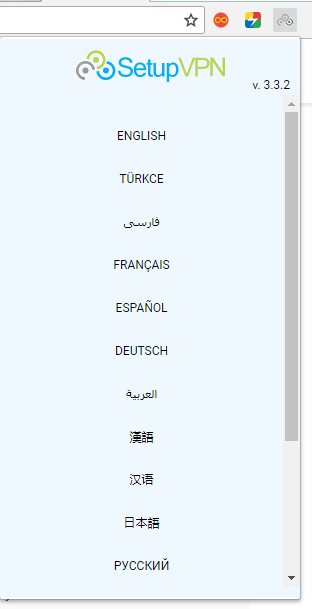 SetupVPN
v. 3.3.2
ENGLISH
TÜRKCE
فارسی
FRANÇAIS
ESPAÑOL
DEUTSCH
العربية
漢語
汉语
日本語
РУССКИЙ